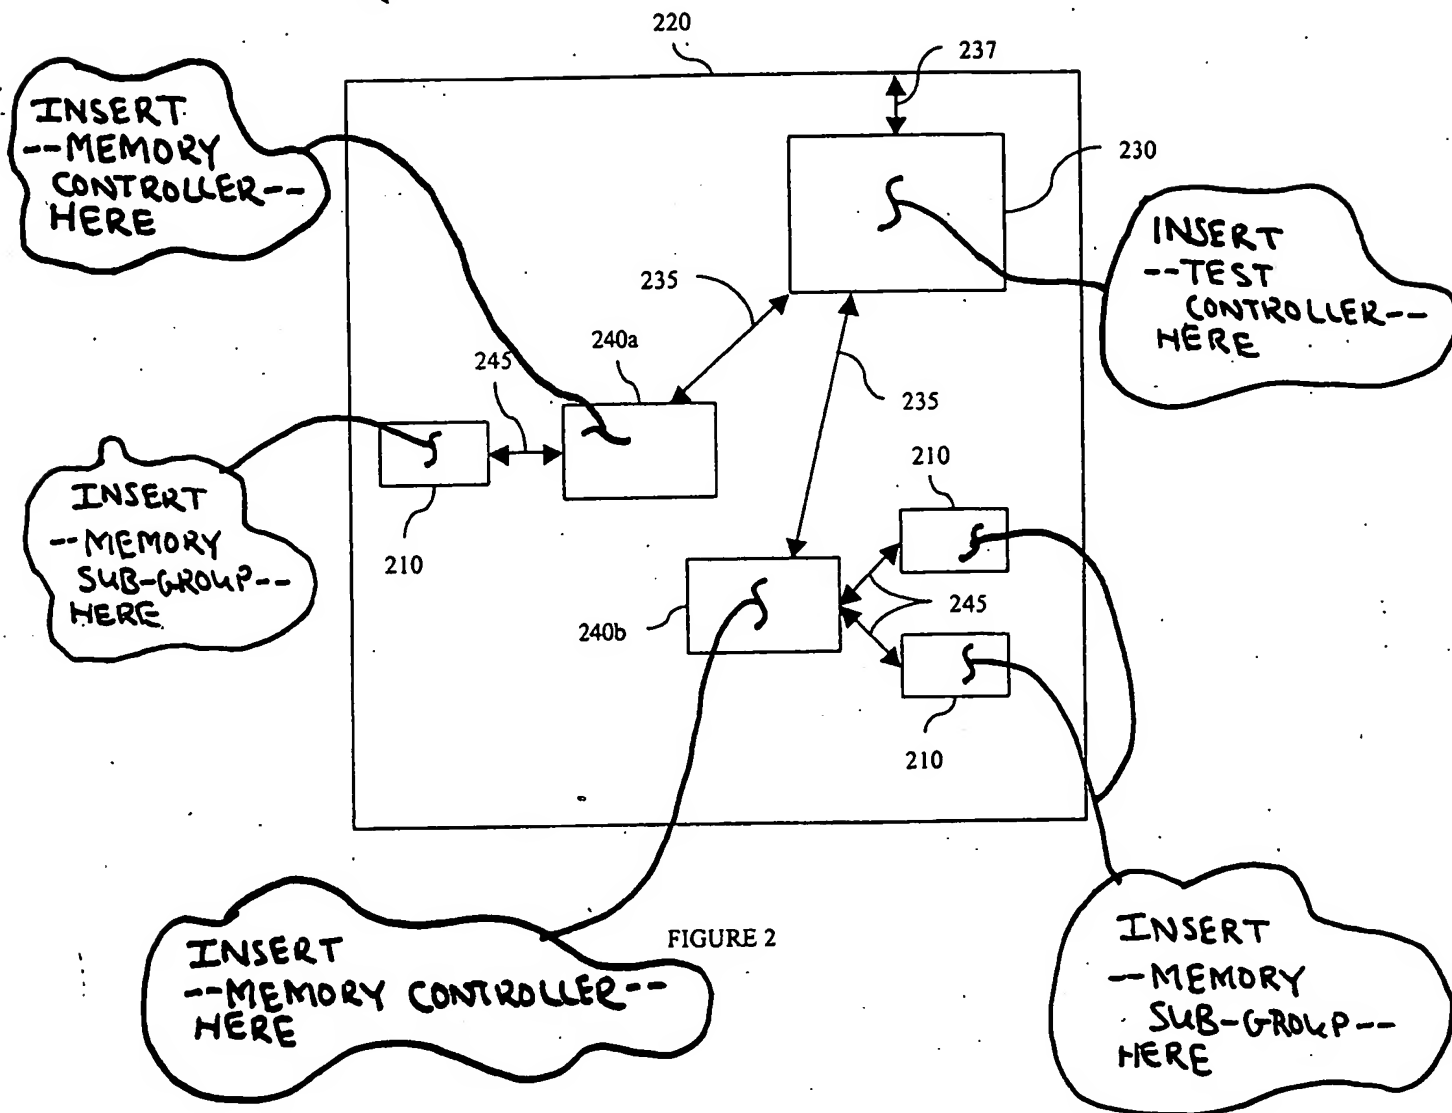 220
237
INSERT
--MEMORY
CONTROLLER--
HERE
230
INSERT
--TEST
CONTROLLER--
HERE
235
240a
245
235
210
INSERT
--MEMORY
SUB-GROUP--
HERE
210
245
240b
210
FIGURE 2
INSERT
--MEMORY CONTROLLER--
HERE
INSERT
--MEMORY
SUB-GROUP--
HERE